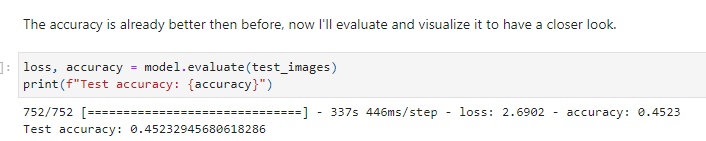 The accuracy is already better then before, now I'll evaluate and visualize it to have a closer look.
]: loss, accuracy = model.evaluate(test_images)
print(f"Test accuracy: {accuracy}")
752/752 [==============================] - 337s 446ms/step - loss: 2.6902 - accuracy: 0.4523
Test accuracy: 0.45232945680618286